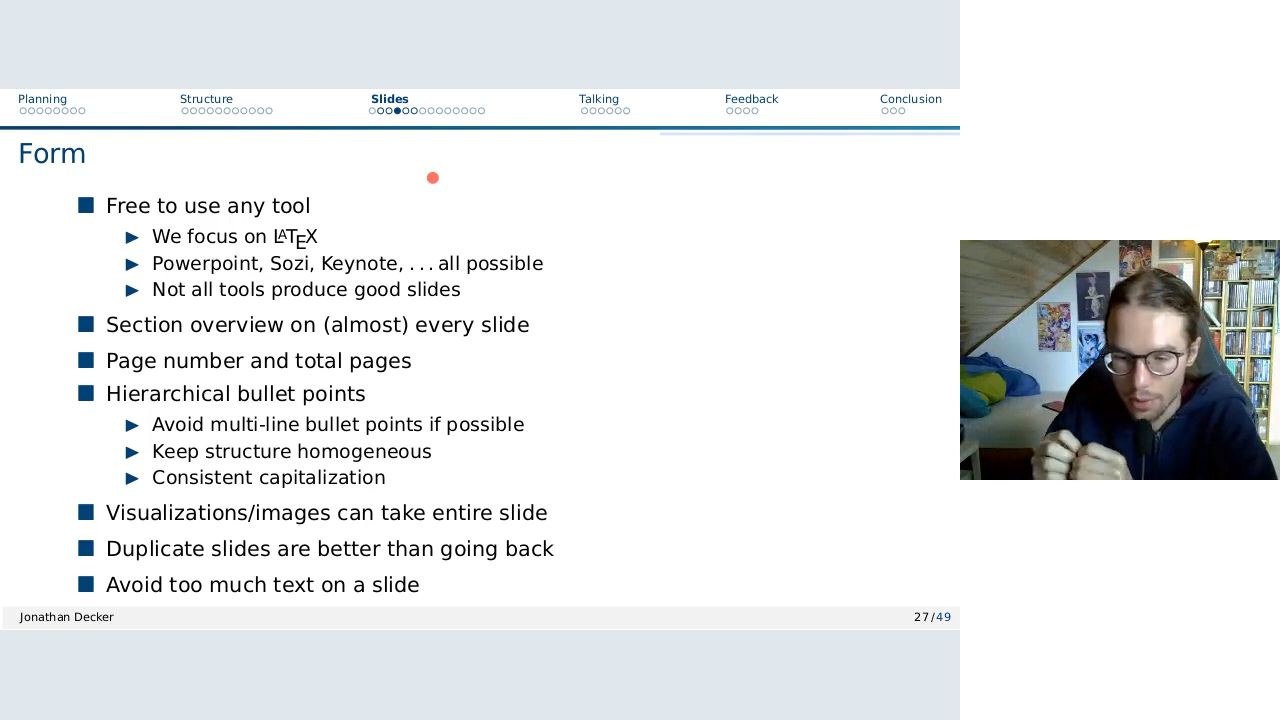 Planning
Structure
Slides
Talking
Feedback
Conclusion
Form
Free to use any tool
We focus on LATEX
Powerpoint, Sozi, Keynote, ... all possible
Not all tools produce good slides
Section overview on (almost) every slide
Page number and total pages
Hierarchical bullet points
Avoid multi-line bullet points if possible
Keep structure homogeneous
Consistent capitalization
Visualizations/images can take entire slide
Duplicate slides are better than going back
Avoid too much text on a slide
Jonathan Decker
27/49